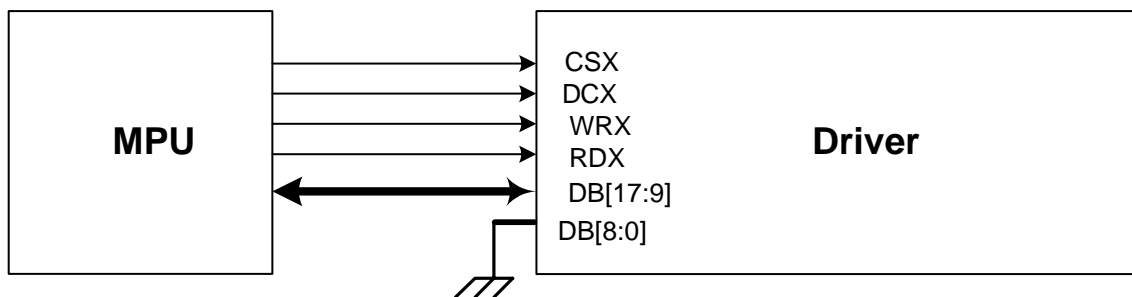 MPU
CSX
DCX
WRX
RDX
DB[17:9]
DB[8:0]
Driver